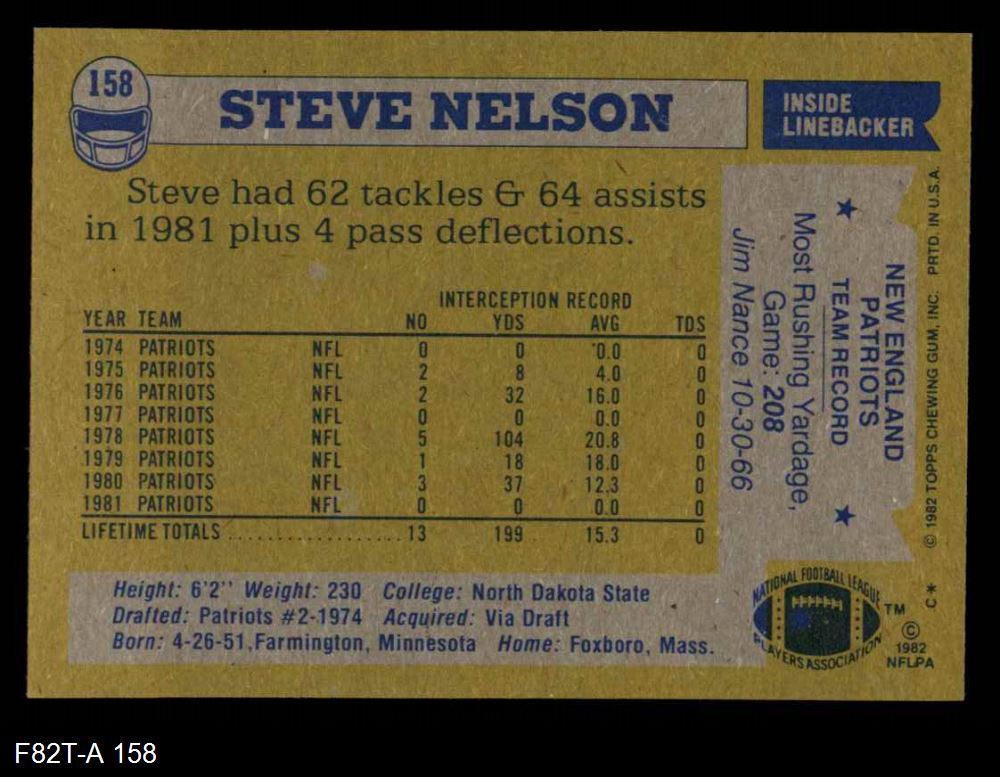 158
STEVE NELSON
INSIDE
LINEBACKER
Steve had 62 tackles & 64 assists
in 1981 plus 4 pass deflections.
INTERCEPTION RECORD
YEAR TEAM NO YDS AVG TDS
1974 PATRIOTS NFL 0 0 0.0 0
1975 PATRIOTS NFL 2 8 4.0 0
1976 PATRIOTS NFL 2 32 16.0 0
1977 PATRIOTS NFL 0 0 0.0 0
1978 PATRIOTS NFL 5 104 20.8 0
1979 PATRIOTS NFL 1 18 18.0 0
1980 PATRIOTS NFL 3 37 12.3 0
1981 PATRIOTS NFL 0 0 0.0 0
LIFETIME TOTALS .................. 13 199 15.3 0
Height: 6'2" Weight: 230 College: North Dakota State
Drafted: Patriots #2-1974 Acquired: Via Draft
Born: 4-26-51, Farmington, Minnesota Home: Foxboro, Mass.
NEW ENGLAND
PATRIOTS
★ TEAM RECORD ★
Most Rushing Yardage,
Game: 208
Jim Nance 10-30-66
© 1982 TOPPS CHEWING GUM, INC. PRTD. IN U.S.A.
C*
NATIONAL FOOTBALL LEAGUE
PLAYERS ASSOCIATION
TM
©
1982
NFLPA
F82T-A 158